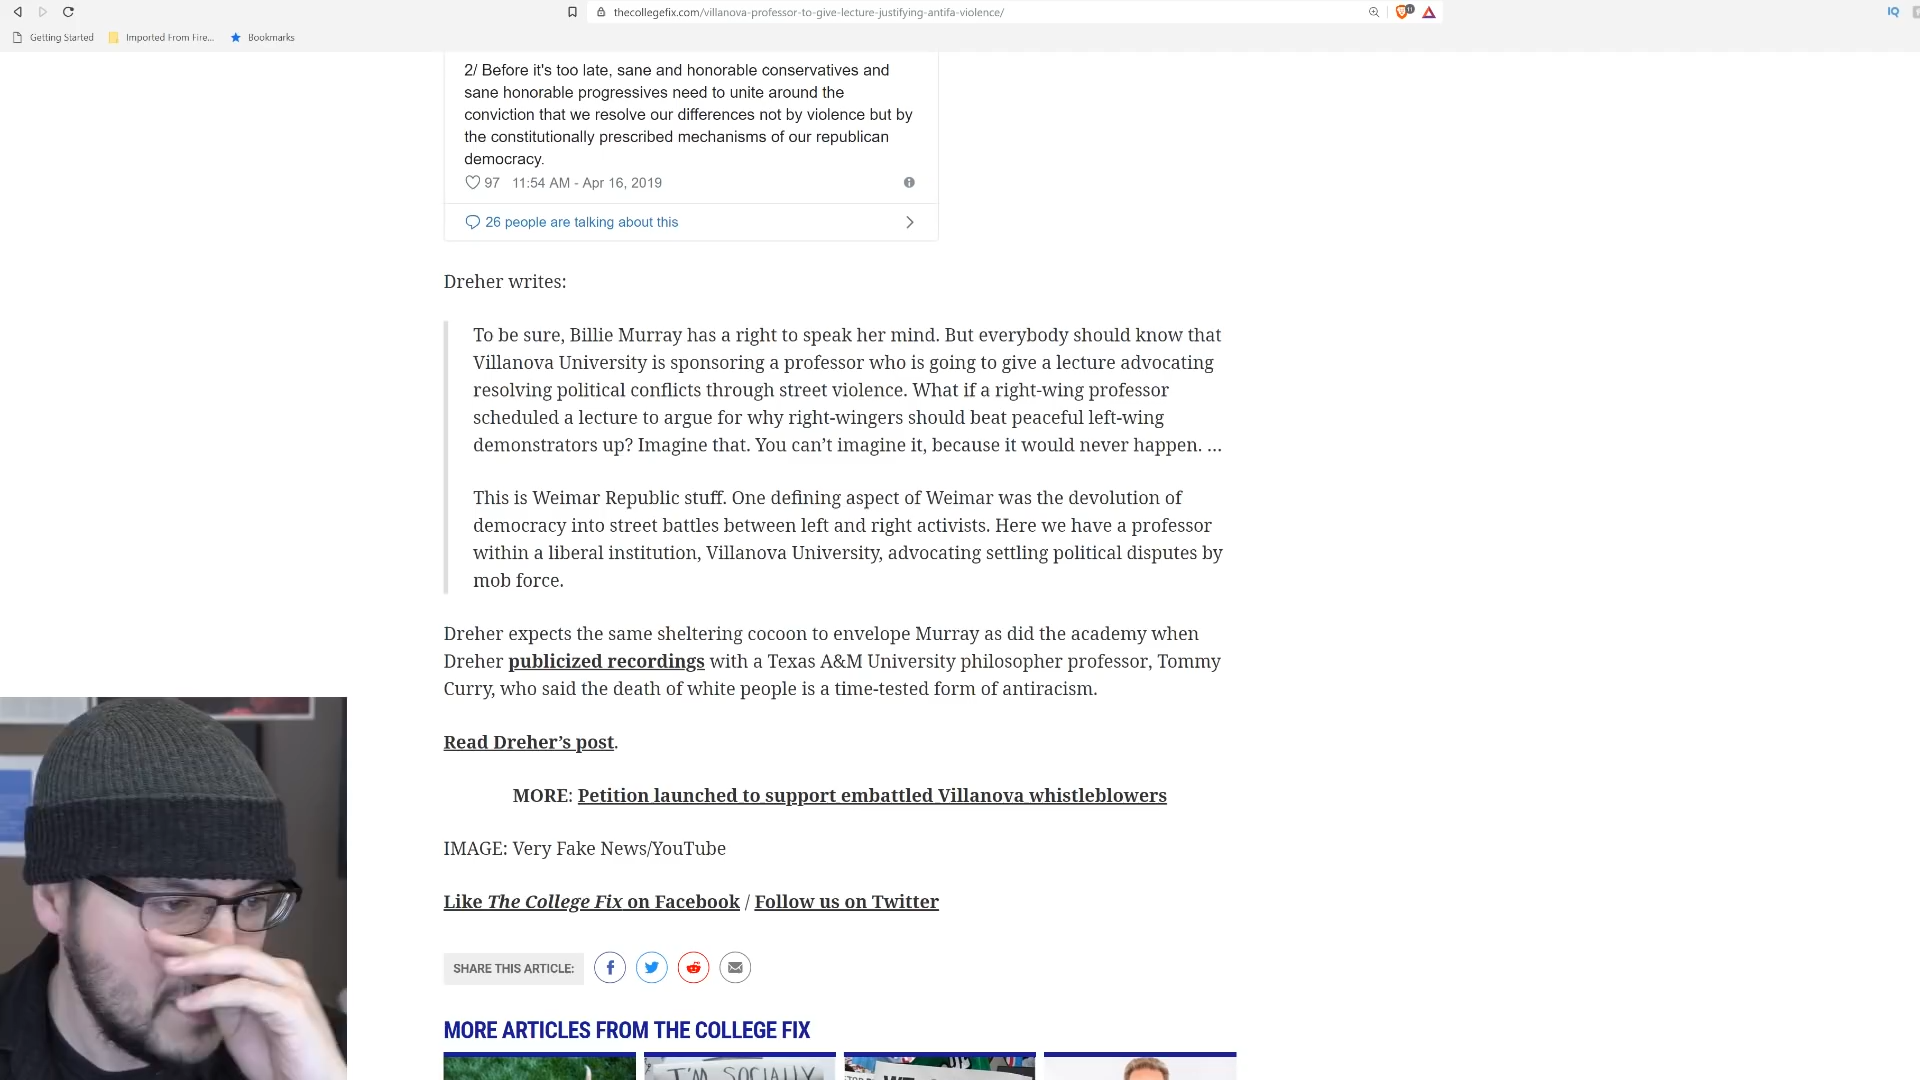 thecollegefix.com/villanova-professor-to-give-lecture-justifying-antifa-violence/
11
IQ
Getting Started
Imported From Fire...
Bookmarks
2/ Before it's too late, sane and honorable conservatives and
sane honorable progressives need to unite around the
conviction that we resolve our differences not by violence but by
the constitutionally prescribed mechanisms of our republican
democracy.
97 11:54 AM - Apr 16, 2019
26 people are talking about this
Dreher writes:
To be sure, Billie Murray has a right to speak her mind. But everybody should know that
Villanova University is sponsoring a professor who is going to give a lecture advocating
resolving political conflicts through street violence. What if a right-wing professor
scheduled a lecture to argue for why right-wingers should beat peaceful left-wing
demonstrators up? Imagine that. You can’t imagine it, because it would never happen. …
This is Weimar Republic stuff. One defining aspect of Weimar was the devolution of
democracy into street battles between left and right activists. Here we have a professor
within a liberal institution, Villanova University, advocating settling political disputes by
mob force.
Dreher expects the same sheltering cocoon to envelope Murray as did the academy when
Dreher publicized recordings with a Texas A&M University philosopher professor, Tommy
Curry, who said the death of white people is a time-tested form of antiracism.
Read Dreher’s post.
MORE: Petition launched to support embattled Villanova whistleblowers
IMAGE: Very Fake News/YouTube
Like The College Fix on Facebook / Follow us on Twitter
SHARE THIS ARTICLE:
MORE ARTICLES FROM THE COLLEGE FIX
I'M SOCIALLY